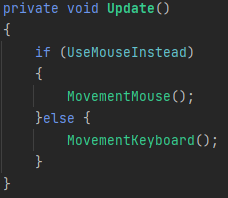 private void Update()
{
    if (UseMouseInstead)
    {
        MovementMouse();
    }else {
        MovementKeyboard();
    }
}